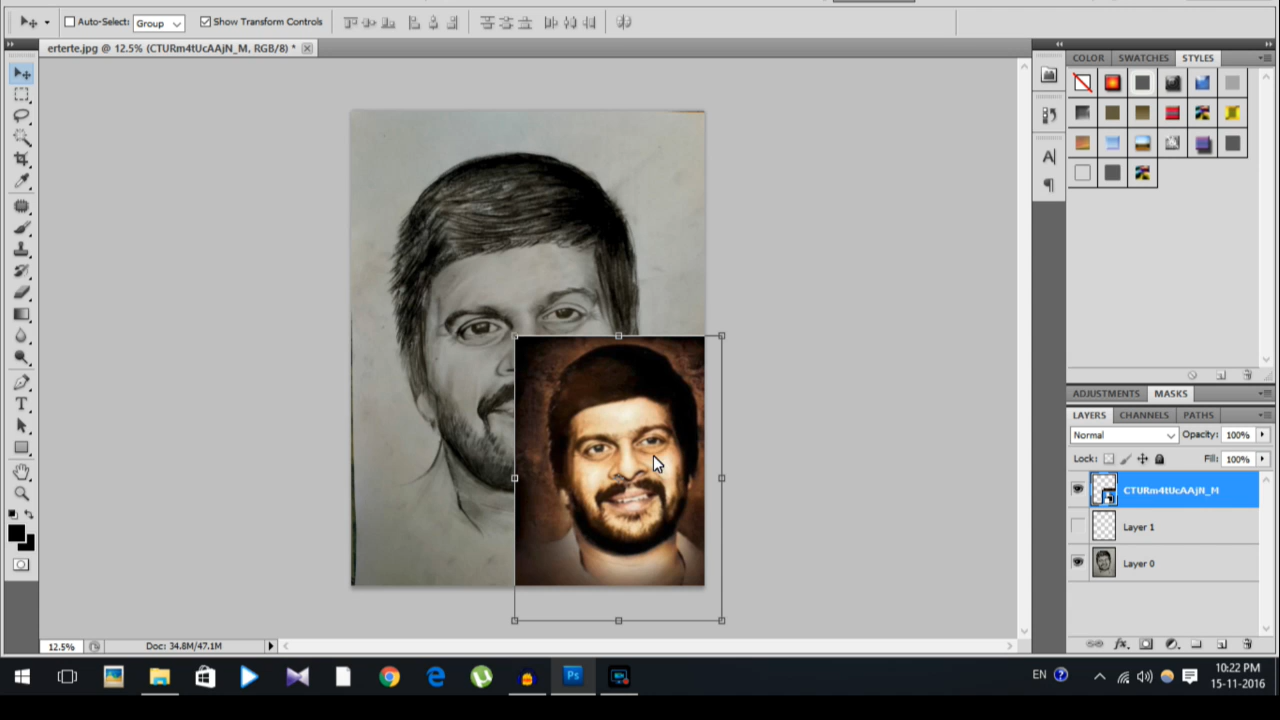 Auto-Select: Group Show Transform Controls
erterte.jpg @ 12.5% (CTURm4tUcAAjN_M, RGB/8) *
COLOR SWATCHES STYLES
A
ADJUSTMENTS MASKS
LAYERS CHANNELS PATHS
Normal Opacity: 100%
Lock: Fill: 100%
CTURm4tUcAAjN_M
Layer 1
Layer 0
T
12.5% Doc: 34.8M/47.1M
fx.
Ps
EN
10:22 PM
15-11-2016